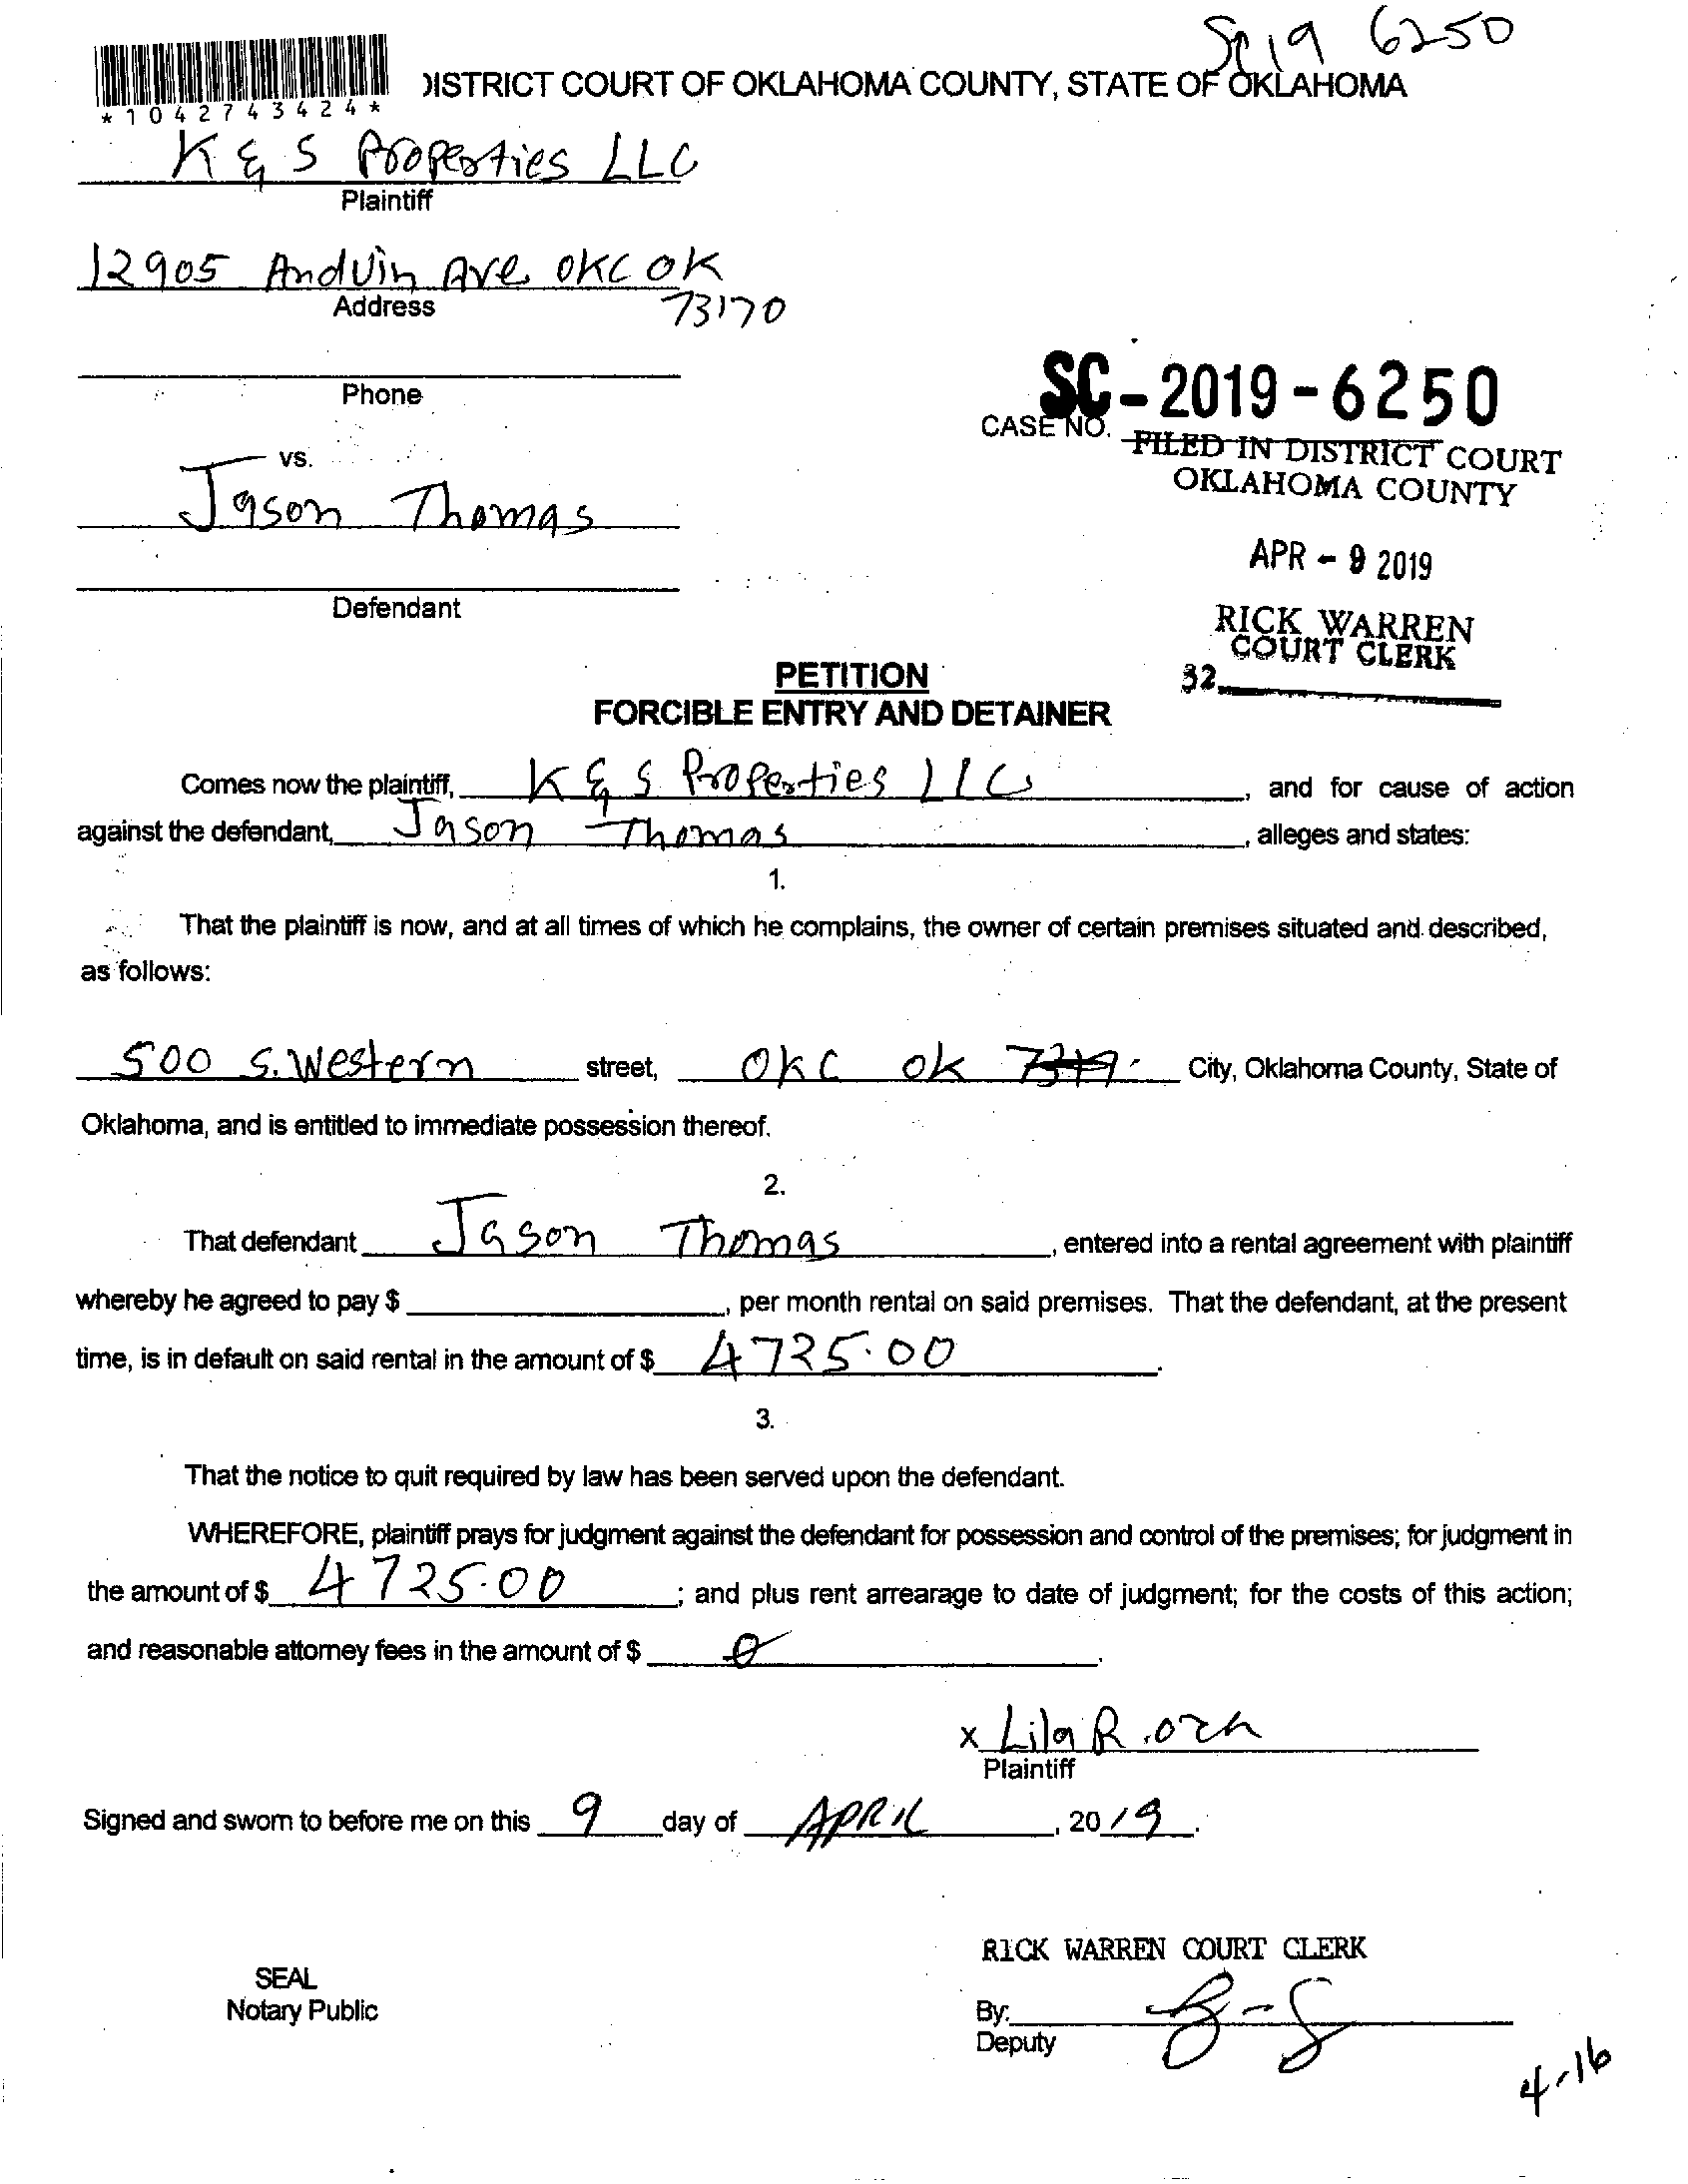 Sc 19 6250
*1042743424*
DISTRICT COURT OF OKLAHOMA COUNTY, STATE OF OKLAHOMA
K & S Properties LLC
Plaintiff
12905 Andvin Ave OKC OK
73170
Address
Phone
SC-2019-6250
CASE NO.
FILED IN DISTRICT COURT
OKLAHOMA COUNTY
vs.
Jason Thomas
APR - 9 2019
Defendant
RICK WARREN
COURT CLERK
32
PETITION
FORCIBLE ENTRY AND DETAINER
Comes now the plaintiff, K & S Properties LLC, and for cause of action
against the defendant, Jason Thomas, alleges and states:
1.
That the plaintiff is now, and at all times of which he complains, the owner of certain premises situated and described,
as follows:
500 S. Western street, OKC OK City, Oklahoma County, State of
Oklahoma, and is entitled to immediate possession thereof.
2.
That defendant Jason Thomas, entered into a rental agreement with plaintiff
whereby he agreed to pay $, per month rental on said premises. That the defendant, at the present
time, is in default on said rental in the amount of $ 4725.00.
3.
That the notice to quit required by law has been served upon the defendant.
WHEREFORE, plaintiff prays for judgment against the defendant for possession and control of the premises; for judgment in
the amount of $ 4725.00; and plus rent arrearage to date of judgment; for the costs of this action;
and reasonable attorney fees in the amount of $ 0.
x Lila R.
Plaintiff
Signed and sworn to before me on this 9 day of APRIL, 2019.
RICK WARREN COURT CLERK
SEAL
Notary Public
By:
Deputy
4-16